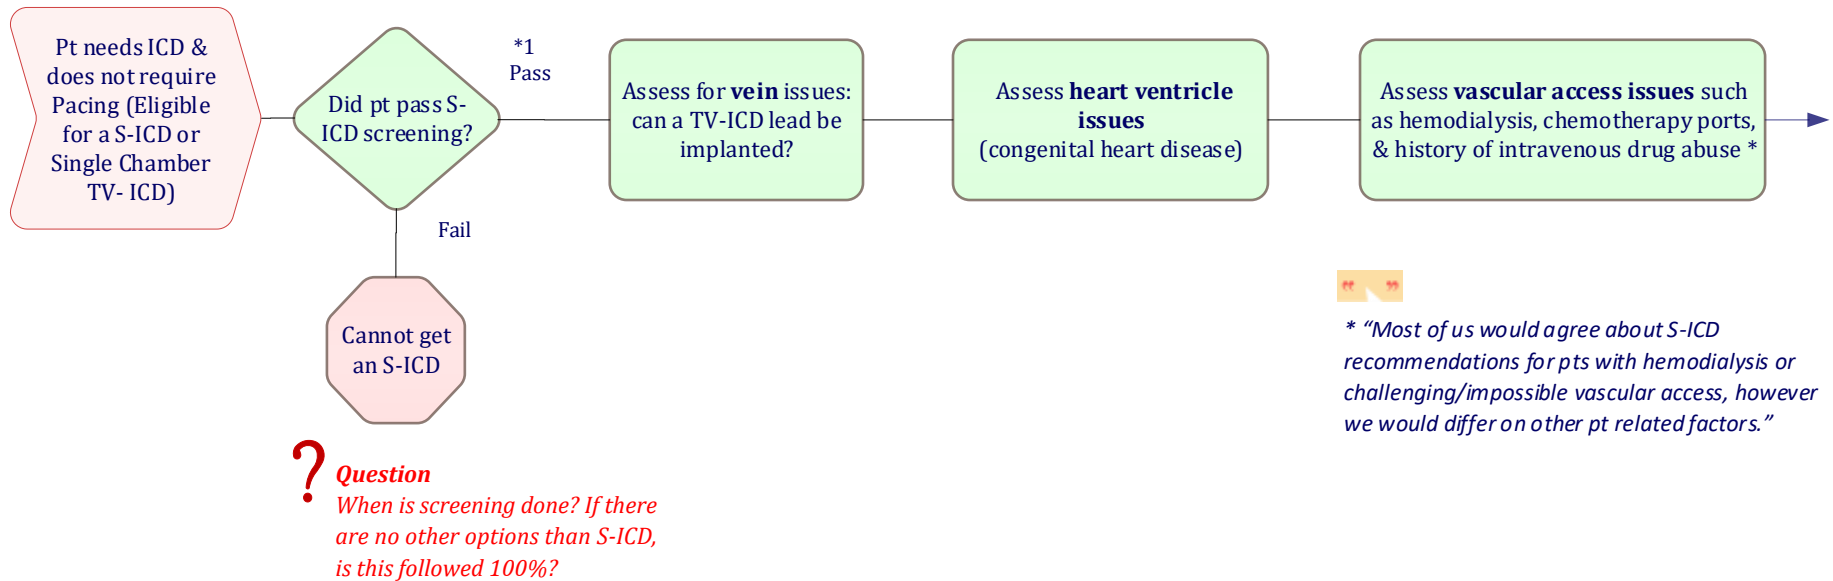 Pt needs ICD &
does not require
Pacing (Eligible
for a S-ICD or
Single Chamber
TV- ICD)
Did pt pass S-
ICD screening?
*1
Pass
Fail
Cannot get
an S-ICD
Assess for vein issues:
can a TV-ICD lead be
implanted?
Assess heart ventricle
issues
(congenital heart disease)
Assess vascular access issues such
as hemodialysis, chemotherapy ports,
& history of intravenous drug abuse *
* “Most of us would agree about S-ICD
recommendations for pts with hemodialysis or
challenging/impossible vascular access, however
we would differ on other pt related factors.”
?
Question
When is screening done? If there
are no other options than S-ICD,
is this followed 100%?